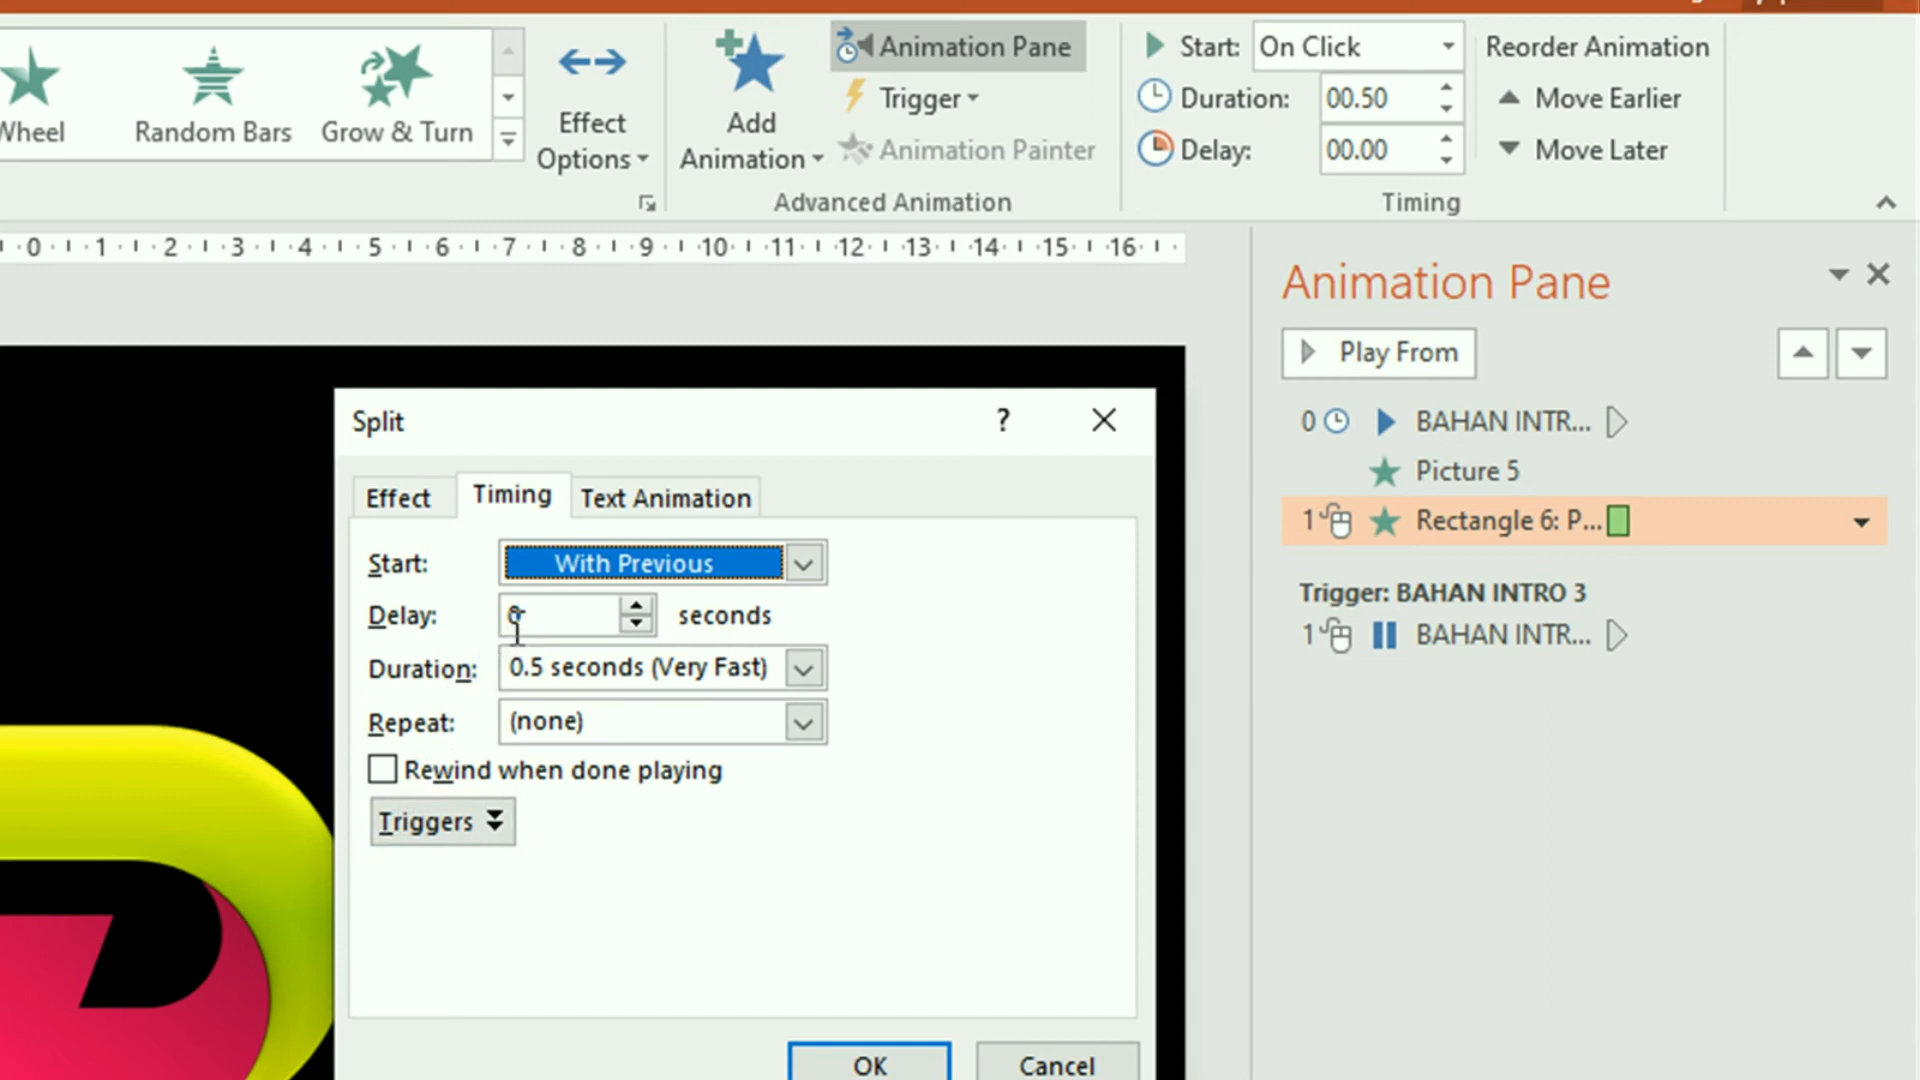 Wheel
Random Bars
Grow & Turn
Effect
Options
Add
Animation
Animation Pane
Trigger
Animation Painter
Advanced Animation
Start: On Click
Duration: 00.50
Delay: 00.00
Timing
Reorder Animation
Move Earlier
Move Later
0 1 2 3 4 5 6 7 8 9 10 11 12 13 14 15 16
Animation Pane
Play From
0 BAHAN INTR...
Picture 5
1 Rectangle 6: P...
Trigger: BAHAN INTRO 3
1 BAHAN INTR...
Split
?
Effect
Timing
Text Animation
Start: With Previous
Delay: 0 seconds
Duration: 0.5 seconds (Very Fast)
Repeat: (none)
Rewind when done playing
Triggers
OK
Cancel